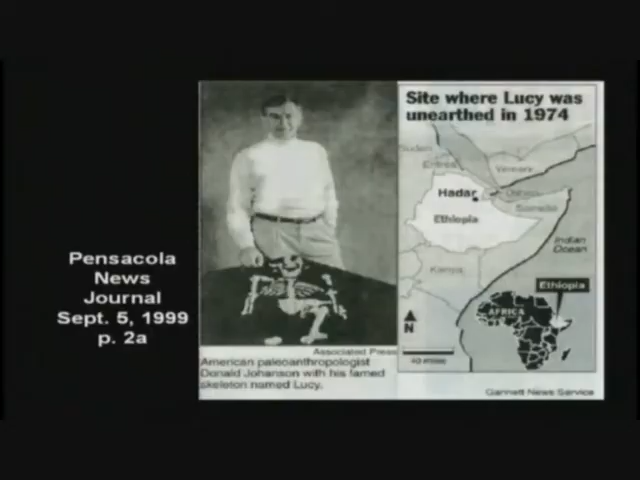 Pensacola
News
Journal
Sept. 5, 1999
p. 2a
Associated Press
American paleoanthropologist
Donald Johanson with his famed
skeleton named Lucy.
Site where Lucy was
unearthed in 1974
Sudan
Eritrea
Yemen
Hadar
Djibouti
Somalia
Ethiopia
Indian
Ocean
Kenya
Ethiopia
AFRICA
N
Gannett News Service